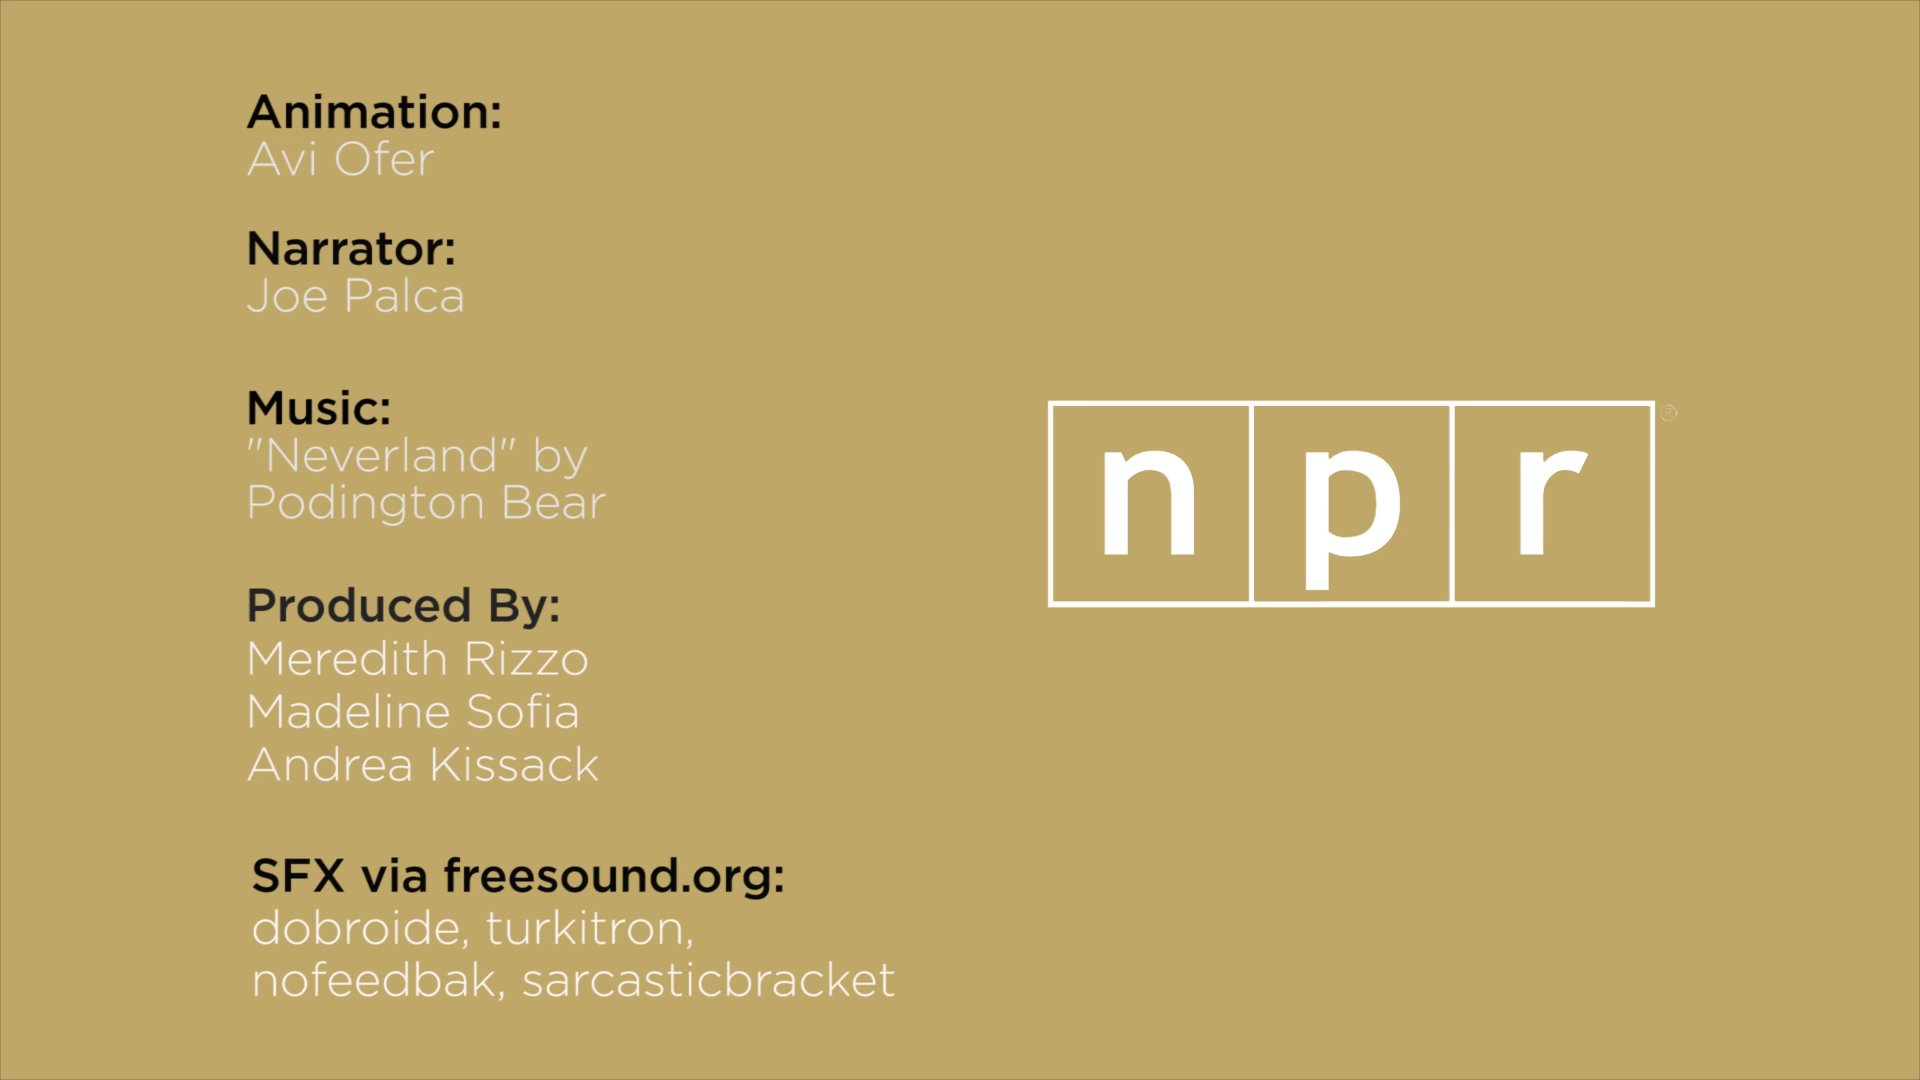 Animation:
Avi Ofer
Narrator:
Joe Palca
Music:
"Neverland" by
Podington Bear
Produced By:
Meredith Rizzo
Madeline Sofia
Andrea Kissack
SFX via freesound.org:
dobroide, turkitron,
nofeedbak, sarcasticbracket
npr®